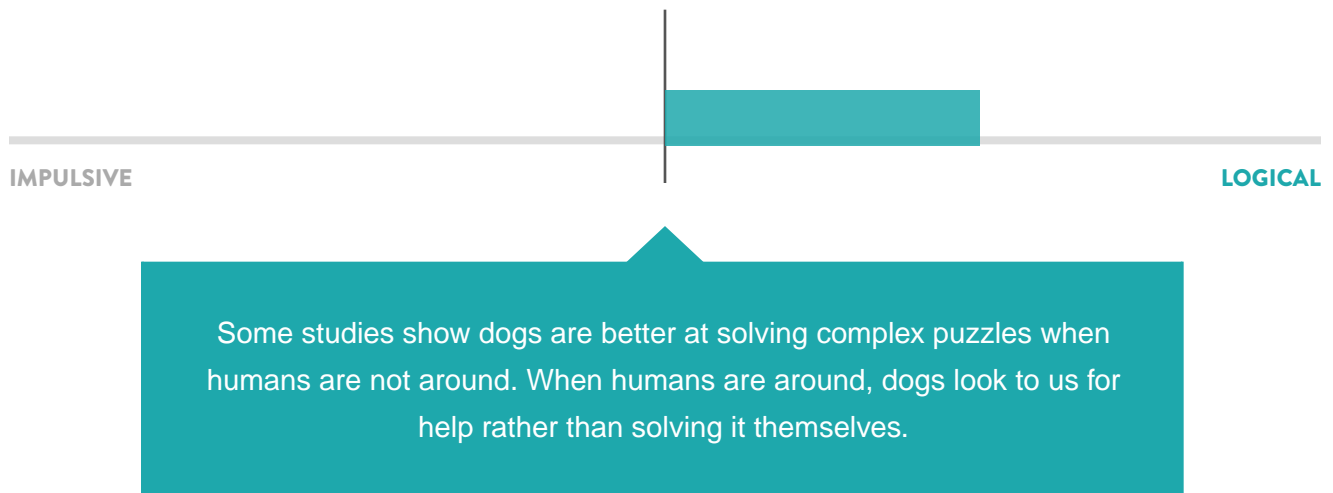 IMPULSIVE
LOGICAL
Some studies show dogs are better at solving complex puzzles when
humans are not around. When humans are around, dogs look to us for
help rather than solving it themselves.